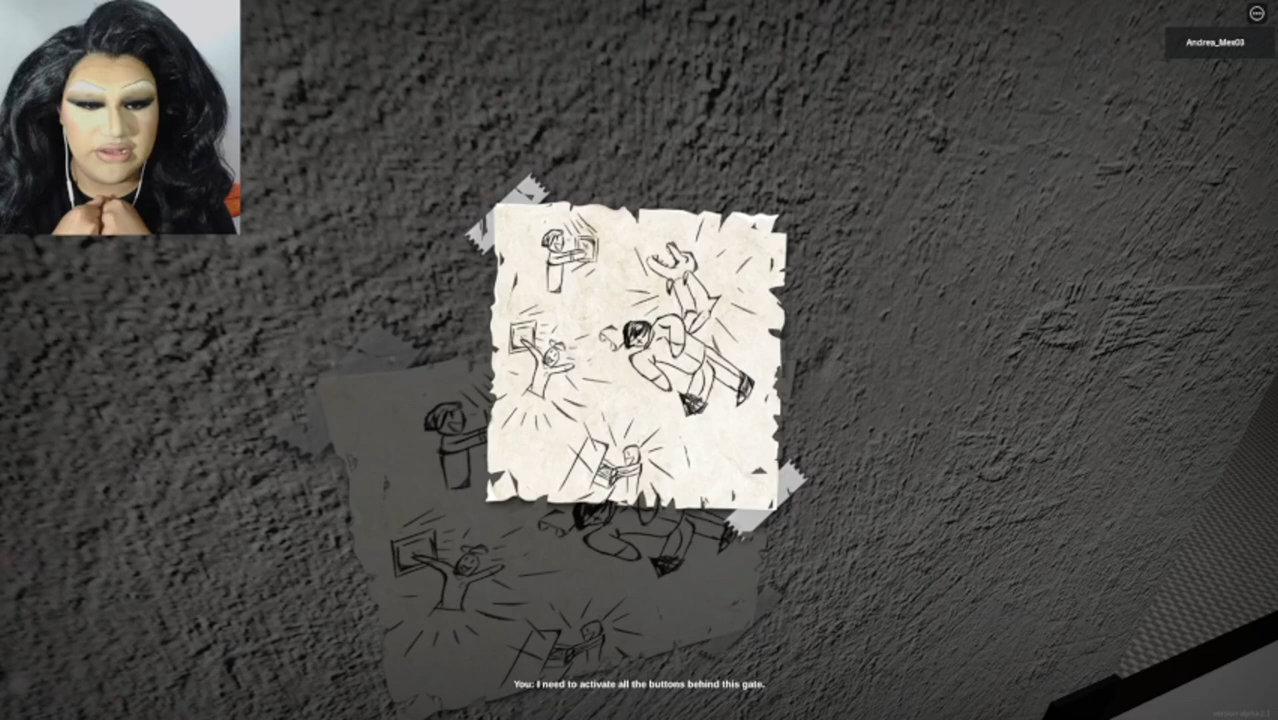 Andrea_Mex03
You: I need to activate all the buttons behind this gate.